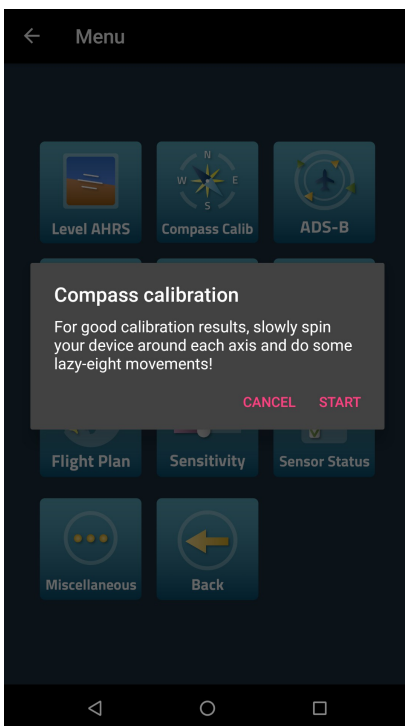 Menu
N
W E
S
Level AHRS
Compass Calib
ADS-B
Compass calibration
For good calibration results, slowly spin
your device around each axis and do some
lazy-eight movements!
CANCEL START
Flight Plan
Sensitivity
Sensor Status
Miscellaneous
Back